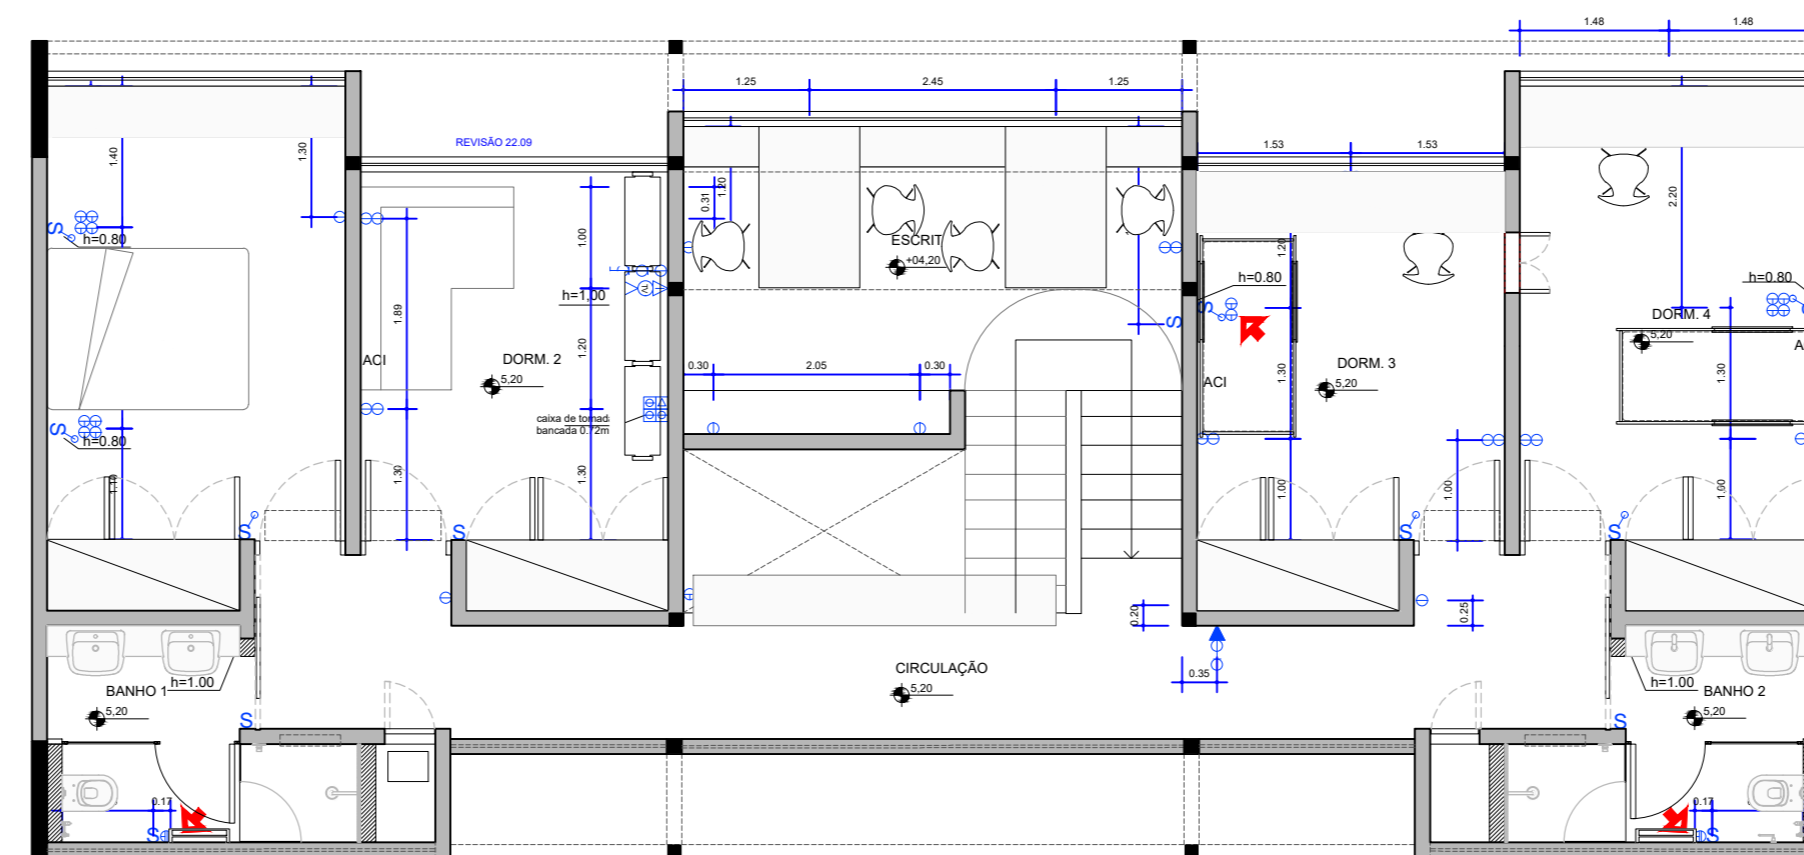 1.48
1.48
1.25
2.45
1.25
REVISÃO 22.09
1.53
1.53
1.40
1.30
0.31
1.20
2.20
h=0.80
1.00
ESCRIT
+04,20
1.20
h=0.80
h=0.80
h=1,00
1.89
1.20
DORM. 4
5,20
ACI
DORM. 2
5,20
0.30
2.05
0.30
1.30
ACI
DORM. 3
5,20
1.30
A
caixa de tomad
bancada 0.72m
h=0.80
1.10
1.30
1.30
1.00
1.00
1.00
S
S
S
S
S
S
S
S
0.20
0.25
CIRCULAÇÃO
5,20
0.35
BANHO 1
h=1.00
5,20
h=1.00
BANHO 2
5,20
S
S
0.17
S
0.17
S